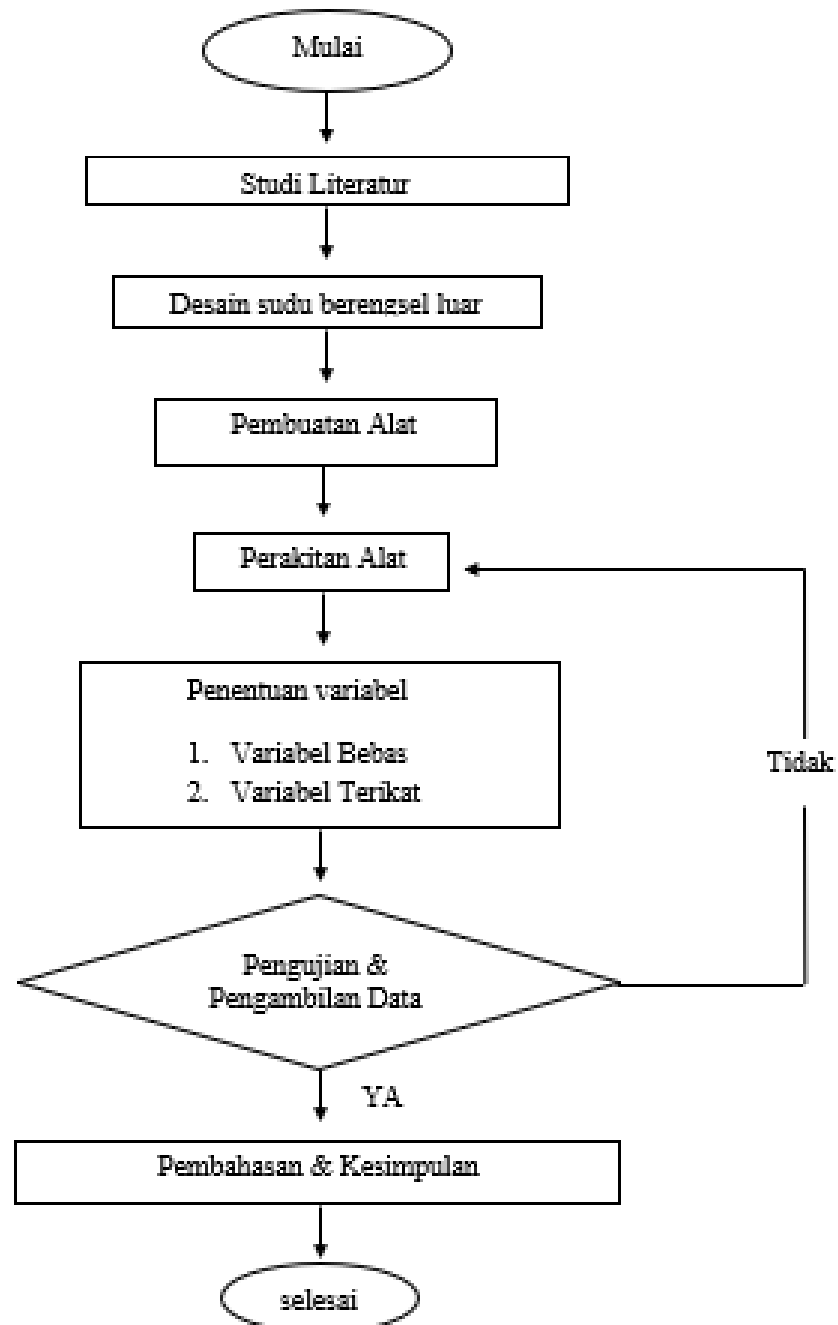 Mulai
Studi Literatur
Desain sudu berengsel luar
Pembuatan Alat
Perakitan Alat
Penentuan variabel
1. Variabel Bebas
2. Variabel Terikat
Tidak
Pengujian &
Pengambilan Data
YA
Pembahasan & Kesimpulan
selesai